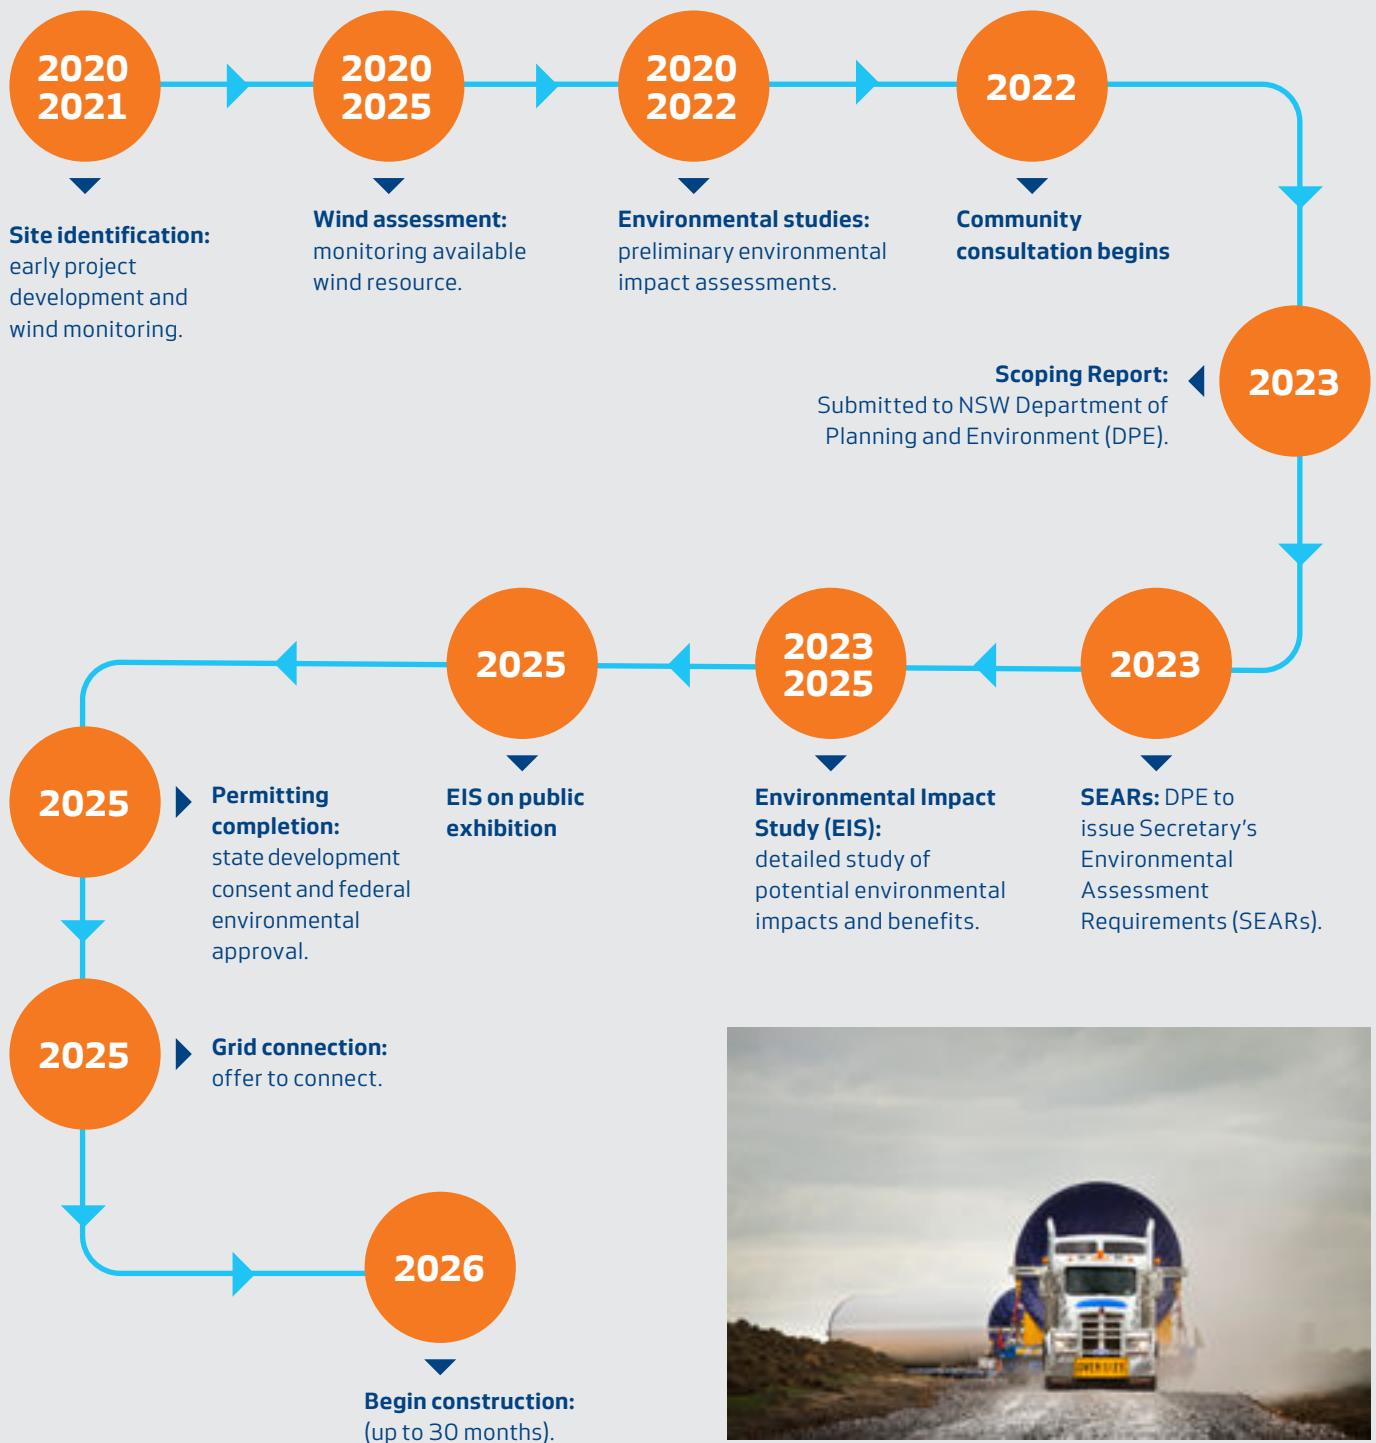 2020
2021
Site identification:
early project
development and
wind monitoring.
2020
2025
Wind assessment:
monitoring available
wind resource.
2020
2022
Environmental studies:
preliminary environmental
impact assessments.
2022
Community
consultation begins
2023
Scoping Report:
Submitted to NSW Department of
Planning and Environment (DPE).
2023
SEARs: DPE to
issue Secretary’s
Environmental
Assessment
Requirements (SEARs).
2023
2025
Environmental Impact
Study (EIS):
detailed study of
potential environmental
impacts and benefits.
2025
EIS on public
exhibition
2025
Permitting
completion:
state development
consent and federal
environmental
approval.
2025
Grid connection:
offer to connect.
2026
Begin construction:
(up to 30 months).
OVERSIZE